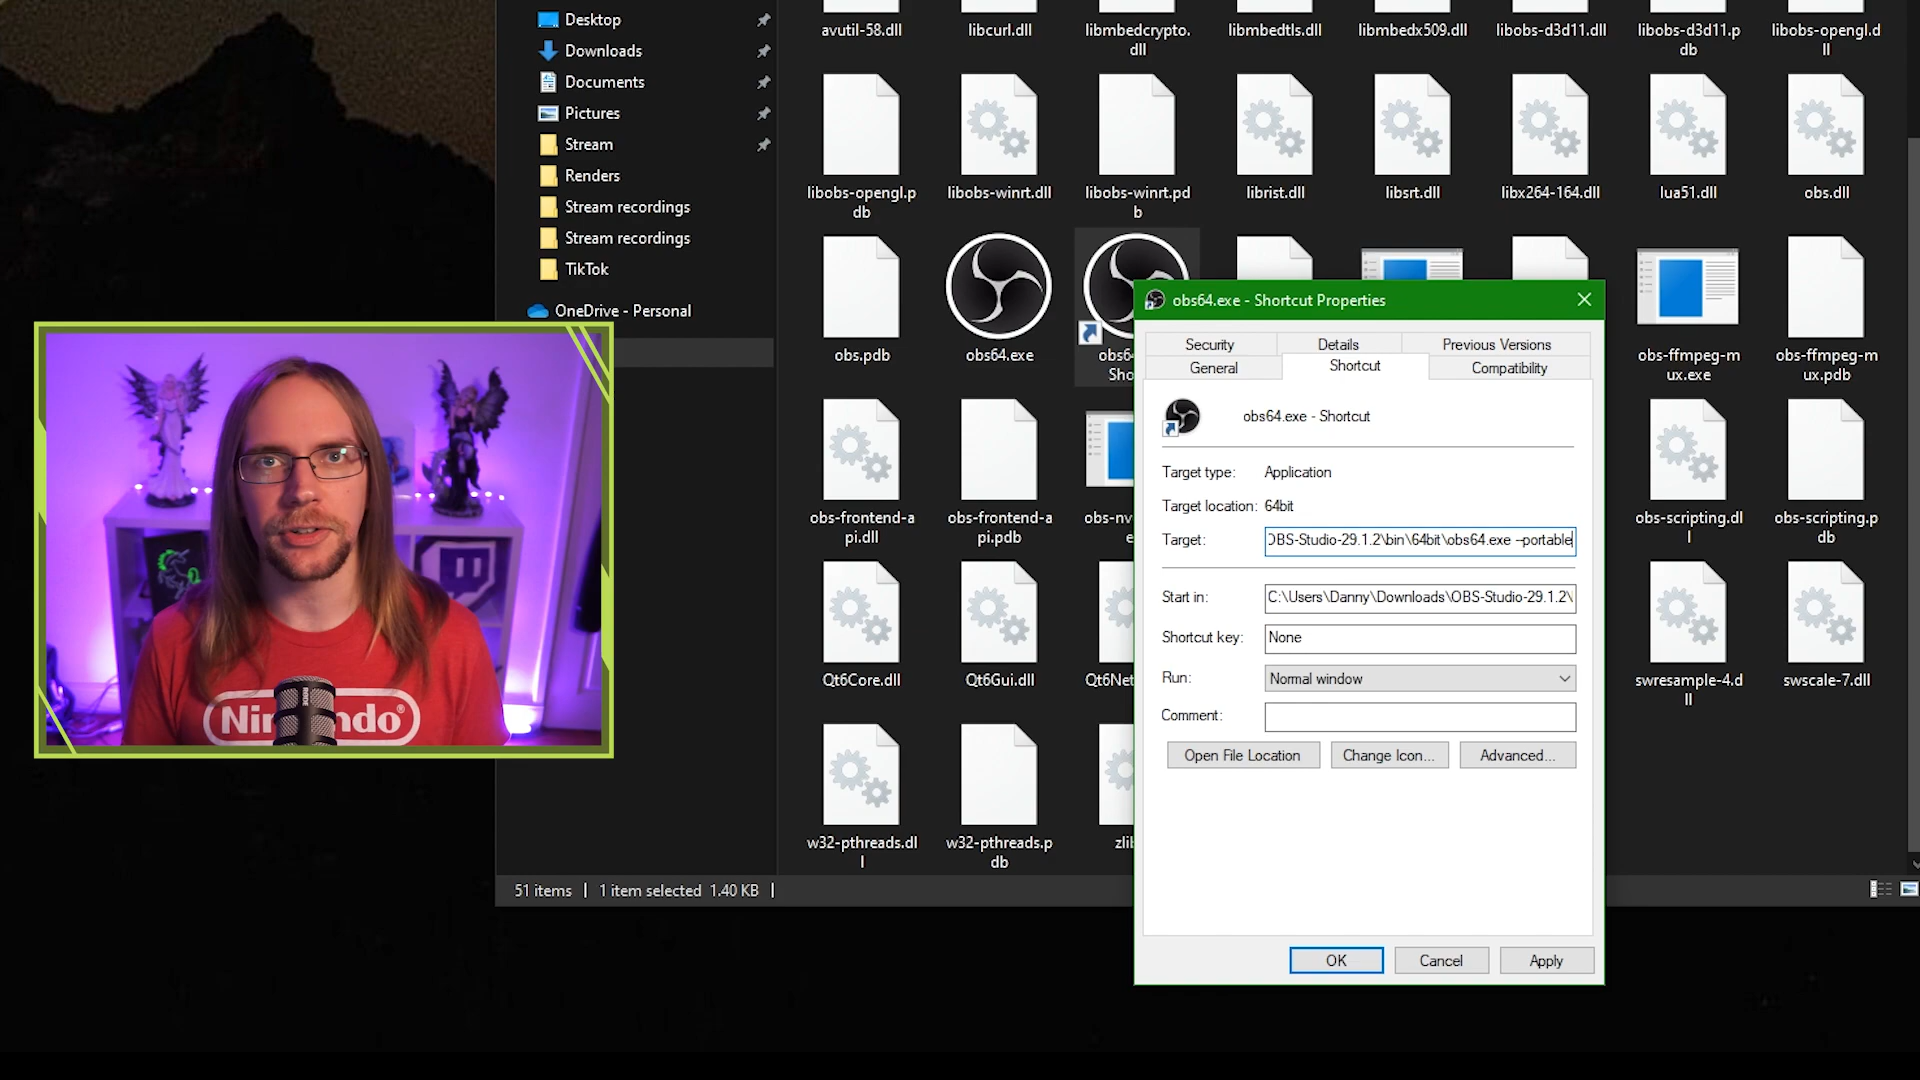 Desktop
Downloads
Documents
Pictures
Stream
Renders
Stream recordings
Stream recordings
TikTok
OneDrive - Personal
avutil-58.dll
libcurl.dll
libmbedcrypto.
dll
libmbedtls.dll
libmbedx509.dll
libobs-d3d11.dll
libobs-d3d11.p
db
libobs-opengl.d
ll
libobs-opengl.p
db
libobs-winrt.dll
libobs-winrt.pd
b
librist.dll
libsrt.dll
libx264-164.dll
lua51.dll
obs.dll
obs.pdb
obs64.exe
obs6
Sho
obs-ffmpeg-m
ux.exe
obs-ffmpeg-m
ux.pdb
obs-frontend-a
pi.dll
obs-frontend-a
pi.pdb
obs-nv
e
obs-scripting.dl
l
obs-scripting.p
db
Qt6Core.dll
Qt6Gui.dll
Qt6Net
swresample-4.d
ll
swscale-7.dll
w32-pthreads.dl
l
w32-pthreads.p
db
zlib
51 items
1 item selected 1.40 KB
obs64.exe - Shortcut Properties
Security
Details
Previous Versions
General
Shortcut
Compatibility
obs64.exe - Shortcut
Target type: Application
Target location: 64bit
Target: OBS-Studio-29.1.2\bin\64bit\obs64.exe --portable
Start in: C:\Users\Danny\Downloads\OBS-Studio-29.1.2\
Shortcut key: None
Run: Normal window
Comment:
Open File Location
Change Icon...
Advanced...
OK
Cancel
Apply
Nin ndo®